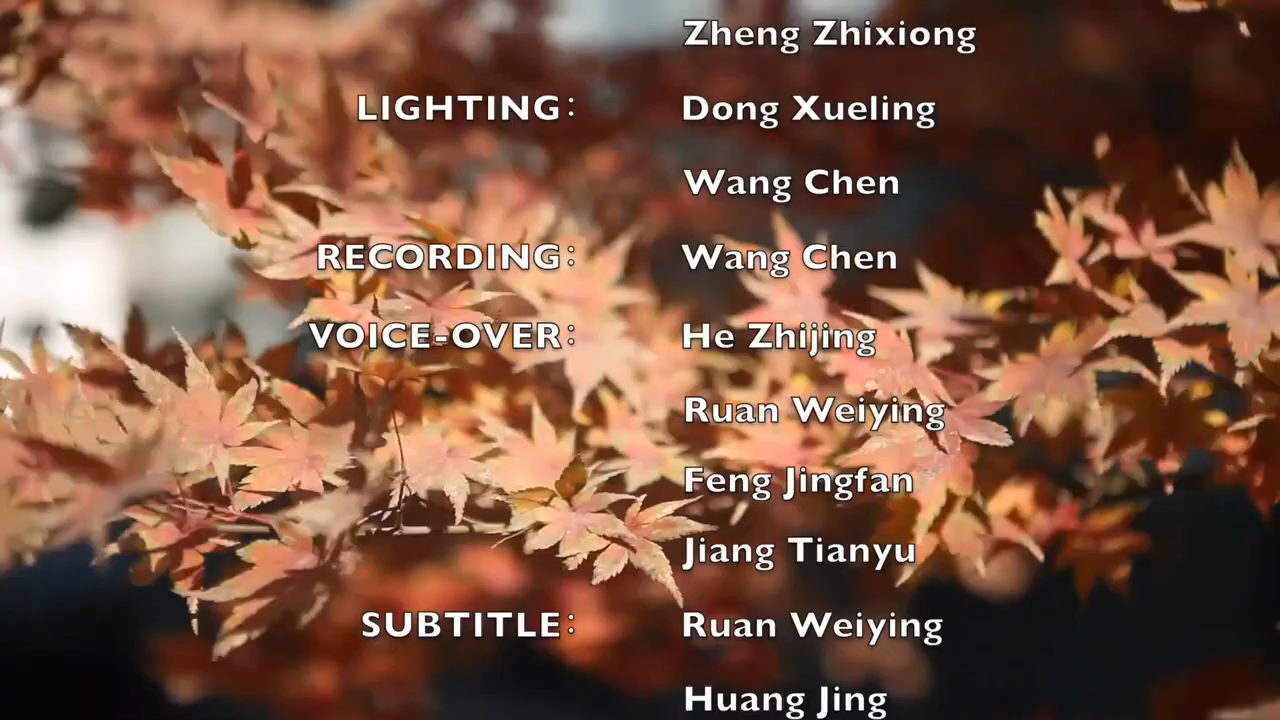 Zheng Zhixiong
LIGHTING: Dong Xueling
Wang Chen
RECORDING: Wang Chen
VOICE-OVER: He Zhijing
Ruan Weiying
Feng Jingfan
Jiang Tianyu
SUBTITLE: Ruan Weiying
Huang Jing